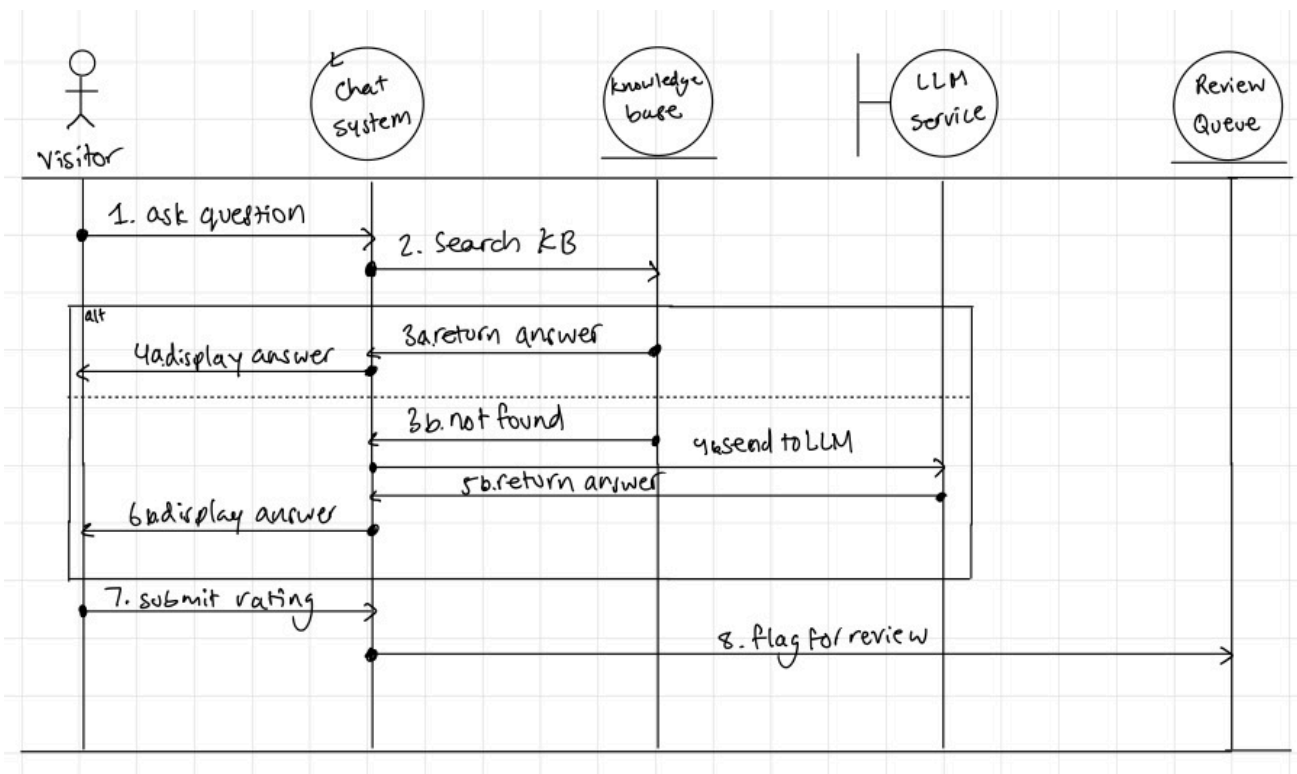 Chat
system
knowledge
base
LLM
Service
Review
Queue
Visitor
1. ask question
2. Search KB
alt
3a.return answer
4a.display answer
3b. not found
4b.send to LLM
5b.return answer
6b.display answer
7. submit rating
8. flag for review